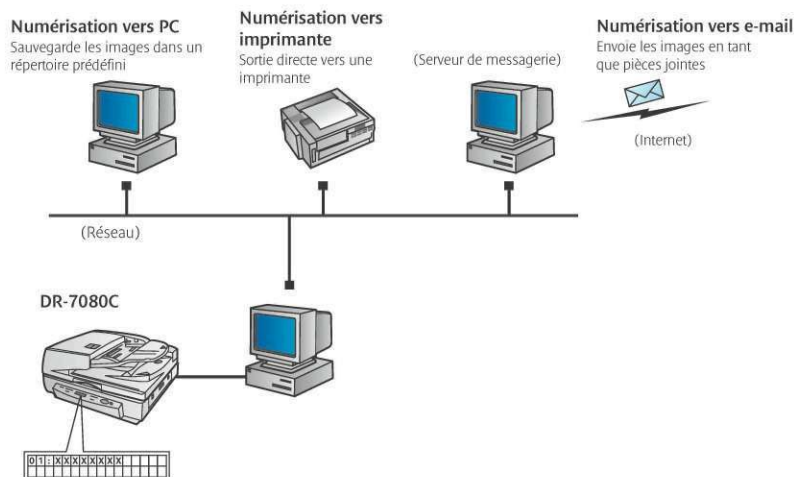 Numérisation vers PC
Sauvegarde les images dans un
répertoire prédéfini
Numérisation vers
imprimante
Sortie directe vers une
imprimante
(Serveur de messagerie)
Numérisation vers e-mail
Envoie les images en tant
que pièces jointes
(Internet)
(Réseau)
DR-7080C
01:XXXXXXXX